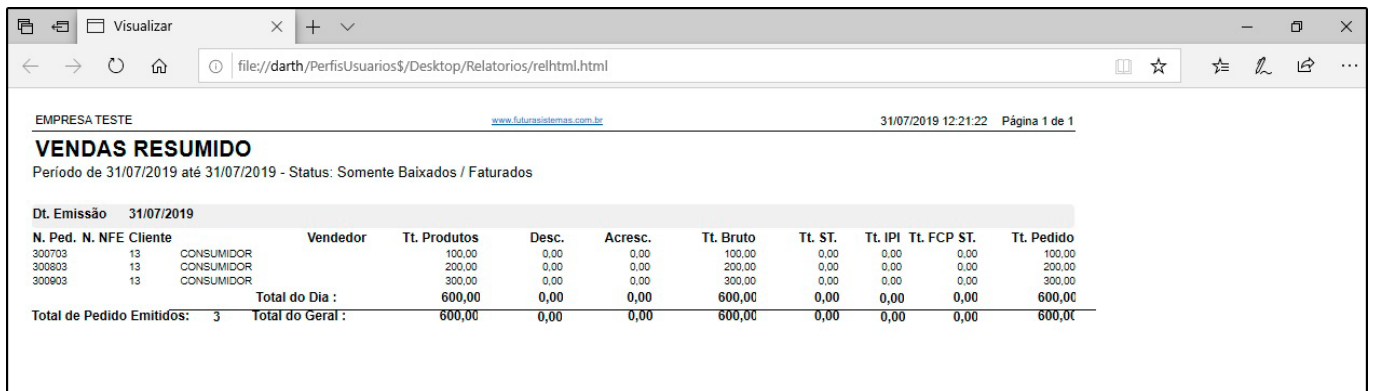 Visualizar
file://darth/PerfisUsuarios$/Desktop/Relatorios/relhtml.html
EMPRESA TESTE www.futurasistemas.com.br 31/07/2019 12:21:22 Página 1 de 1
VENDAS RESUMIDO
Período de 31/07/2019 até 31/07/2019 - Status: Somente Baixados / Faturados
Dt. Emissão 31/07/2019
N. Ped. N. NFE Cliente Vendedor Tt. Produtos Desc. Acresc. Tt. Bruto Tt. ST. Tt. IPI Tt. FCP ST. Tt. Pedido
300703 13 CONSUMIDOR 100,00 0,00 0,00 100,00 0,00 0,00 0,00 100,00
300803 13 CONSUMIDOR 200,00 0,00 0,00 200,00 0,00 0,00 0,00 200,00
300903 13 CONSUMIDOR 300,00 0,00 0,00 300,00 0,00 0,00 0,00 300,00
Total do Dia : 600,00 0,00 0,00 600,00 0,00 0,00 0,00 600,00
Total de Pedido Emitidos: 3 Total do Geral : 600,00 0,00 0,00 600,00 0,00 0,00 0,00 600,00